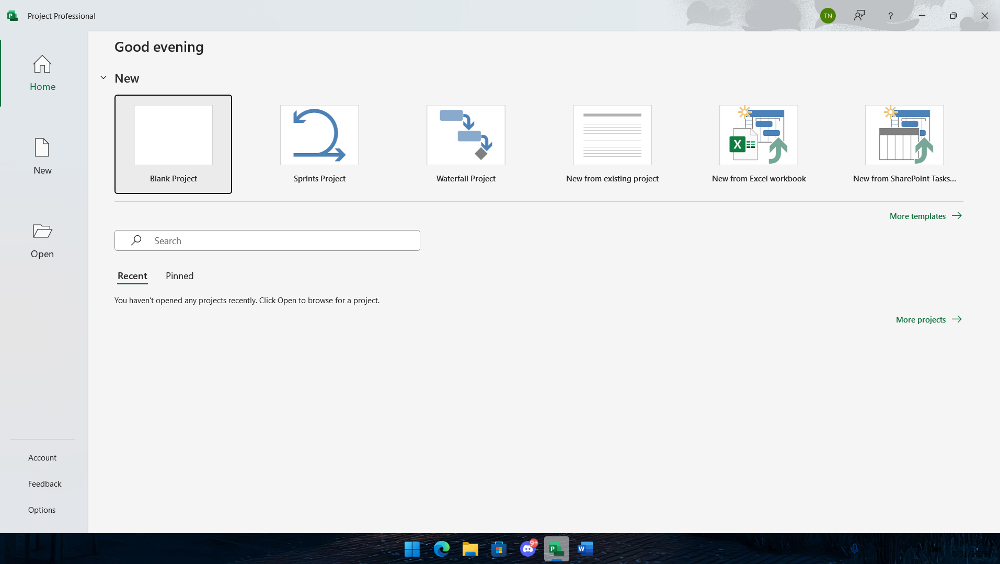 Project Professional
TN
Home
New
Open
Account
Feedback
Options
Good evening
New
Blank Project
Sprints Project
Waterfall Project
New from existing project
New from Excel workbook
New from SharePoint Tasks...
More templates
Search
Recent Pinned
You haven't opened any projects recently. Click Open to browse for a project.
More projects
9+